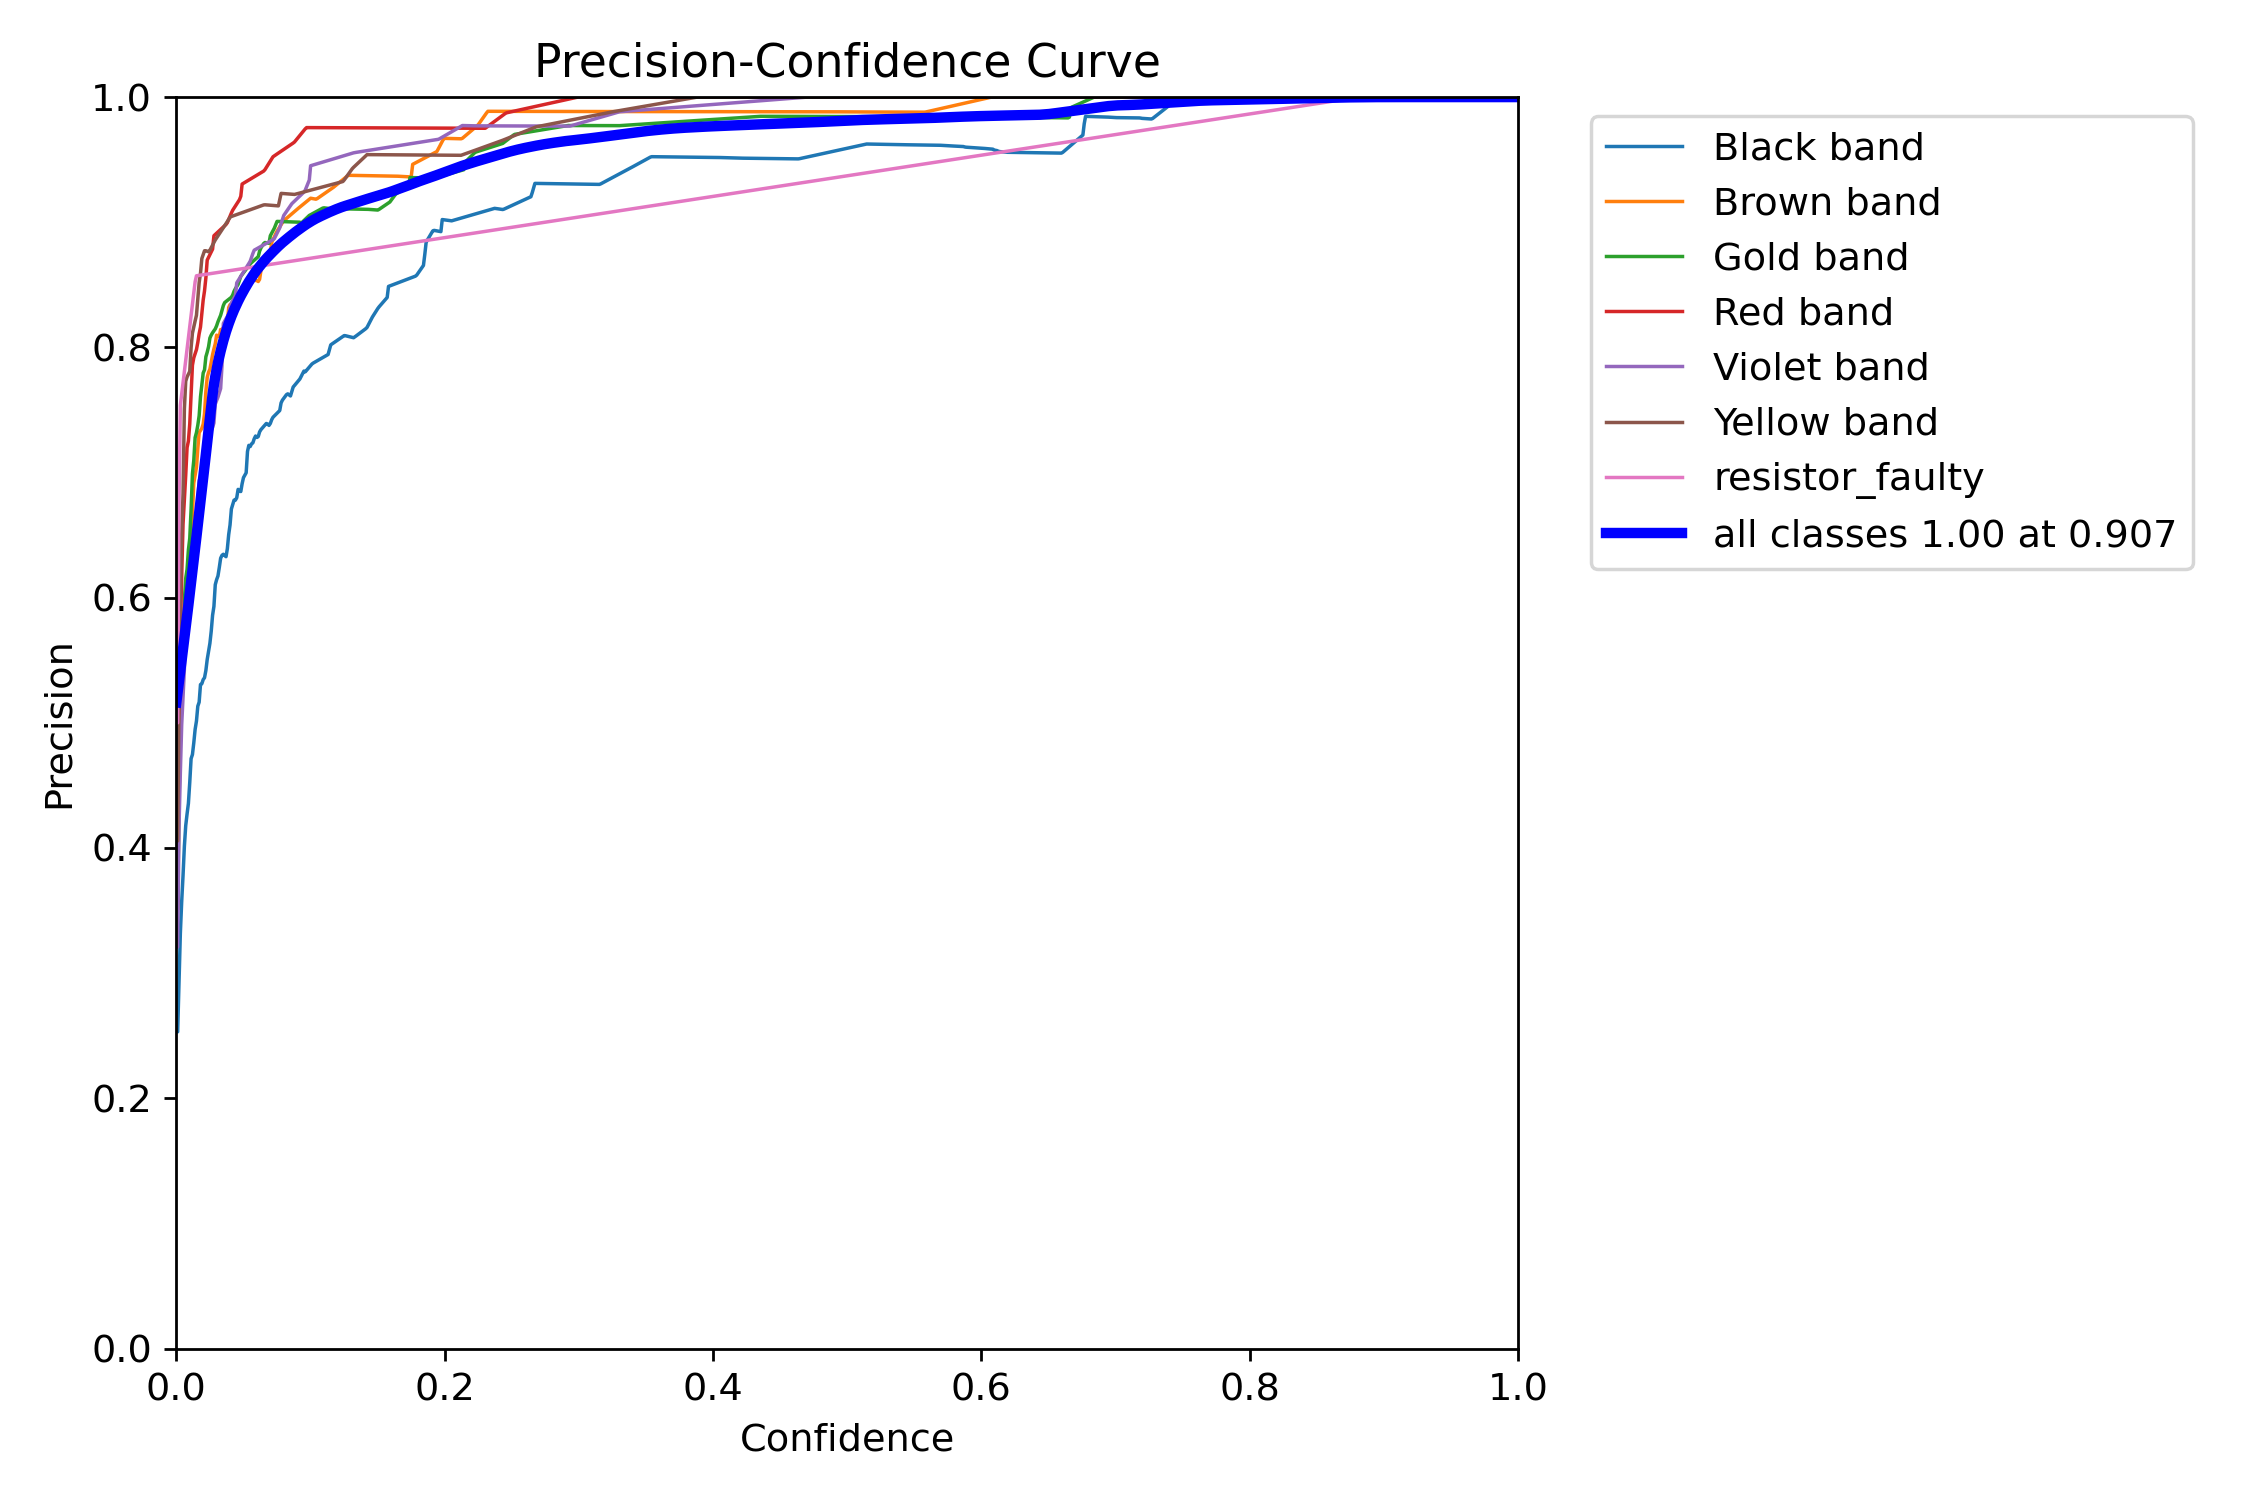 Precision-Confidence Curve
1.0
0.8
0.6
0.4
0.2
0.0
Precision
0.0 0.2 0.4 0.6 0.8 1.0
Confidence
Black band
Brown band
Gold band
Red band
Violet band
Yellow band
resistor_faulty
all classes 1.00 at 0.907